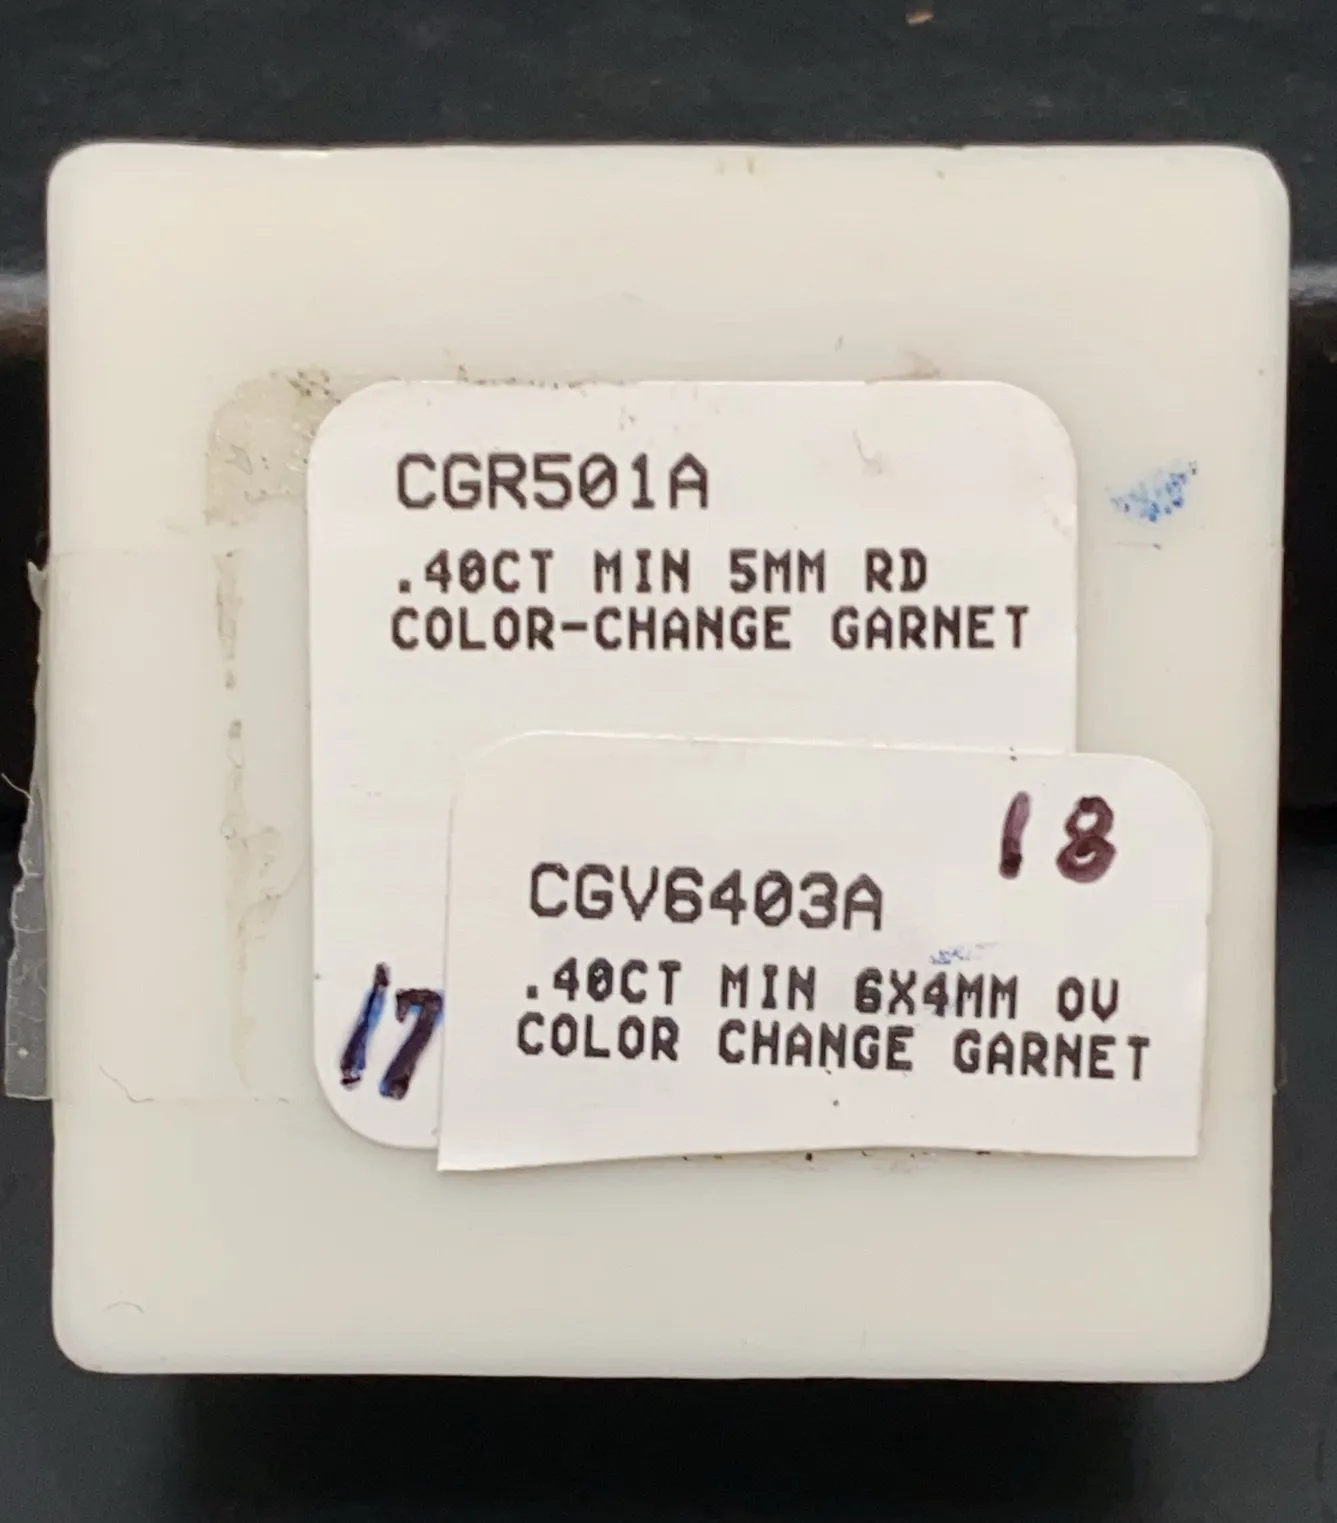 CGR501A
.40CT MIN 5MM RD
COLOR-CHANGE GARNET
17
18
CGV6403A
.40CT MIN 6X4MM OV
COLOR CHANGE GARNET